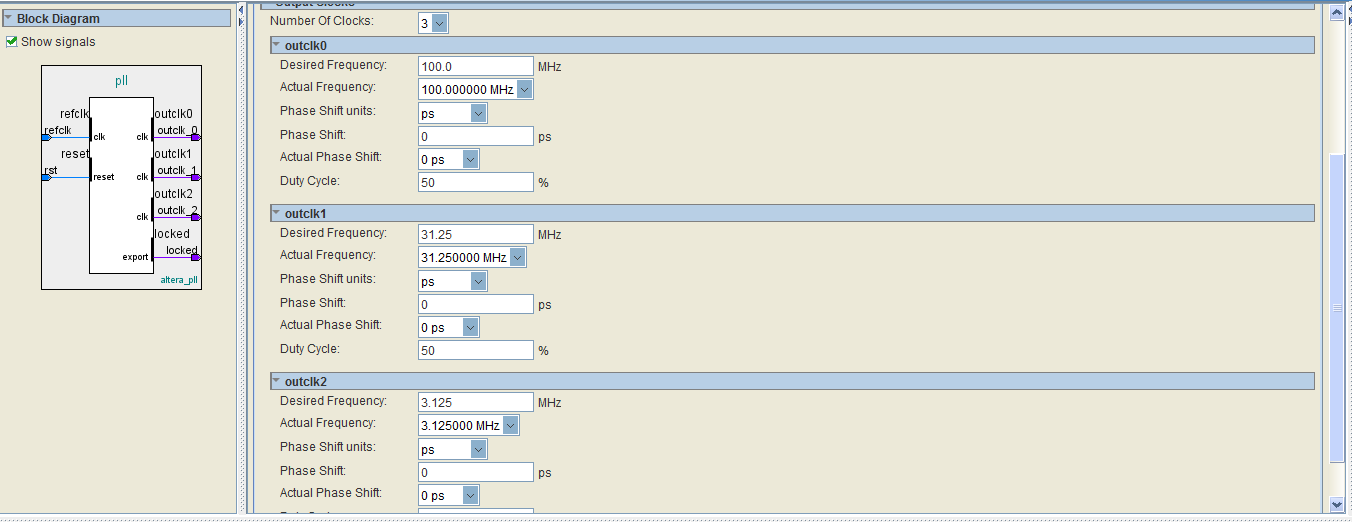 Block Diagram
Show signals
pll
refclk
refclk
clk
outclk0
outclk_0
clk
reset
rst
reset
outclk1
outclk_1
clk
outclk2
outclk_2
clk
locked
locked
export
altera_pll
Output Clocks
Number Of Clocks: 3
outclk0
Desired Frequency: 100.0 MHz
Actual Frequency: 100.000000 MHz
Phase Shift units: ps
Phase Shift: 0 ps
Actual Phase Shift: 0 ps
Duty Cycle: 50 %
outclk1
Desired Frequency: 31.25 MHz
Actual Frequency: 31.250000 MHz
Phase Shift units: ps
Phase Shift: 0 ps
Actual Phase Shift: 0 ps
Duty Cycle: 50 %
outclk2
Desired Frequency: 3.125 MHz
Actual Frequency: 3.125000 MHz
Phase Shift units: ps
Phase Shift: 0 ps
Actual Phase Shift: 0 ps